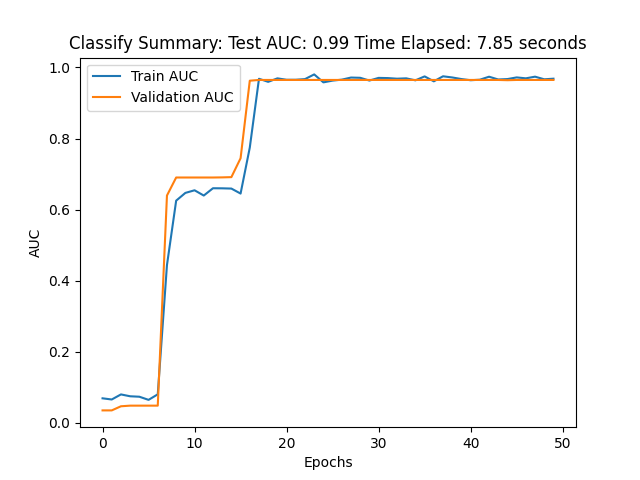 Classify Summary: Test AUC: 0.99 Time Elapsed: 7.85 seconds
Train AUC
Validation AUC
1.0
0.8
0.6
0.4
0.2
0.0
AUC
0 10 20 30 40 50
Epochs